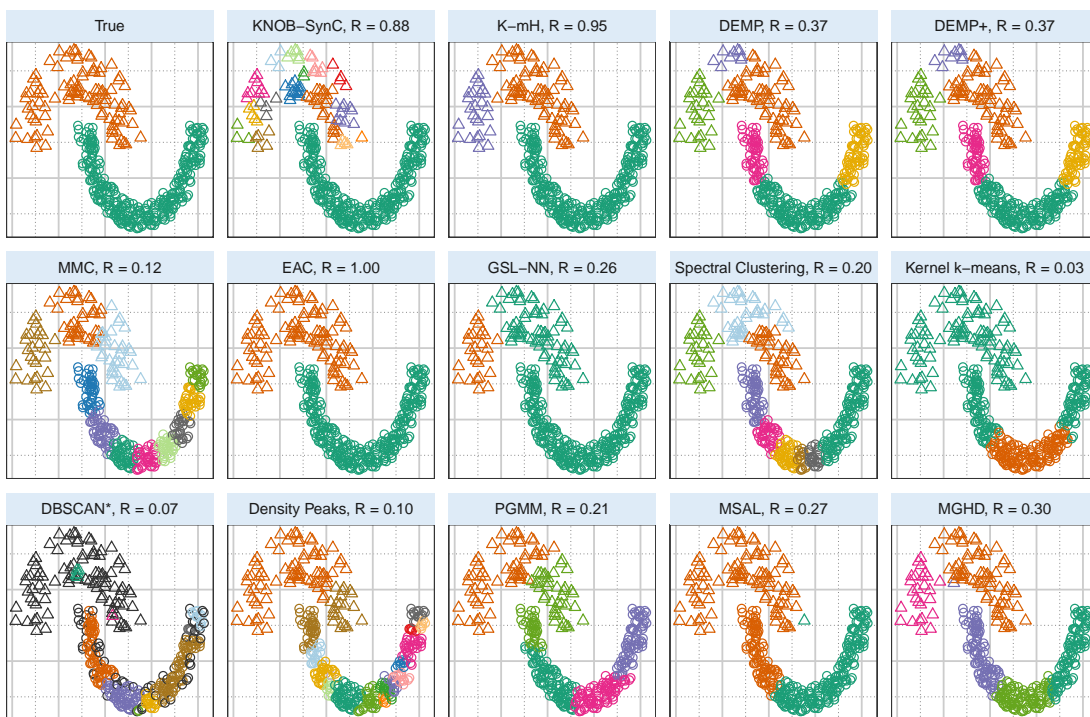 True
KNOB−SynC, R = 0.88
K−mH, R = 0.95
DEMP, R = 0.37
DEMP+, R = 0.37
MMC, R = 0.12
EAC, R = 1.00
GSL−NN, R = 0.26
Spectral Clustering, R = 0.20
Kernel k−means, R = 0.03
DBSCAN*, R = 0.07
Density Peaks, R = 0.10
PGMM, R = 0.21
MSAL, R = 0.27
MGHD, R = 0.30